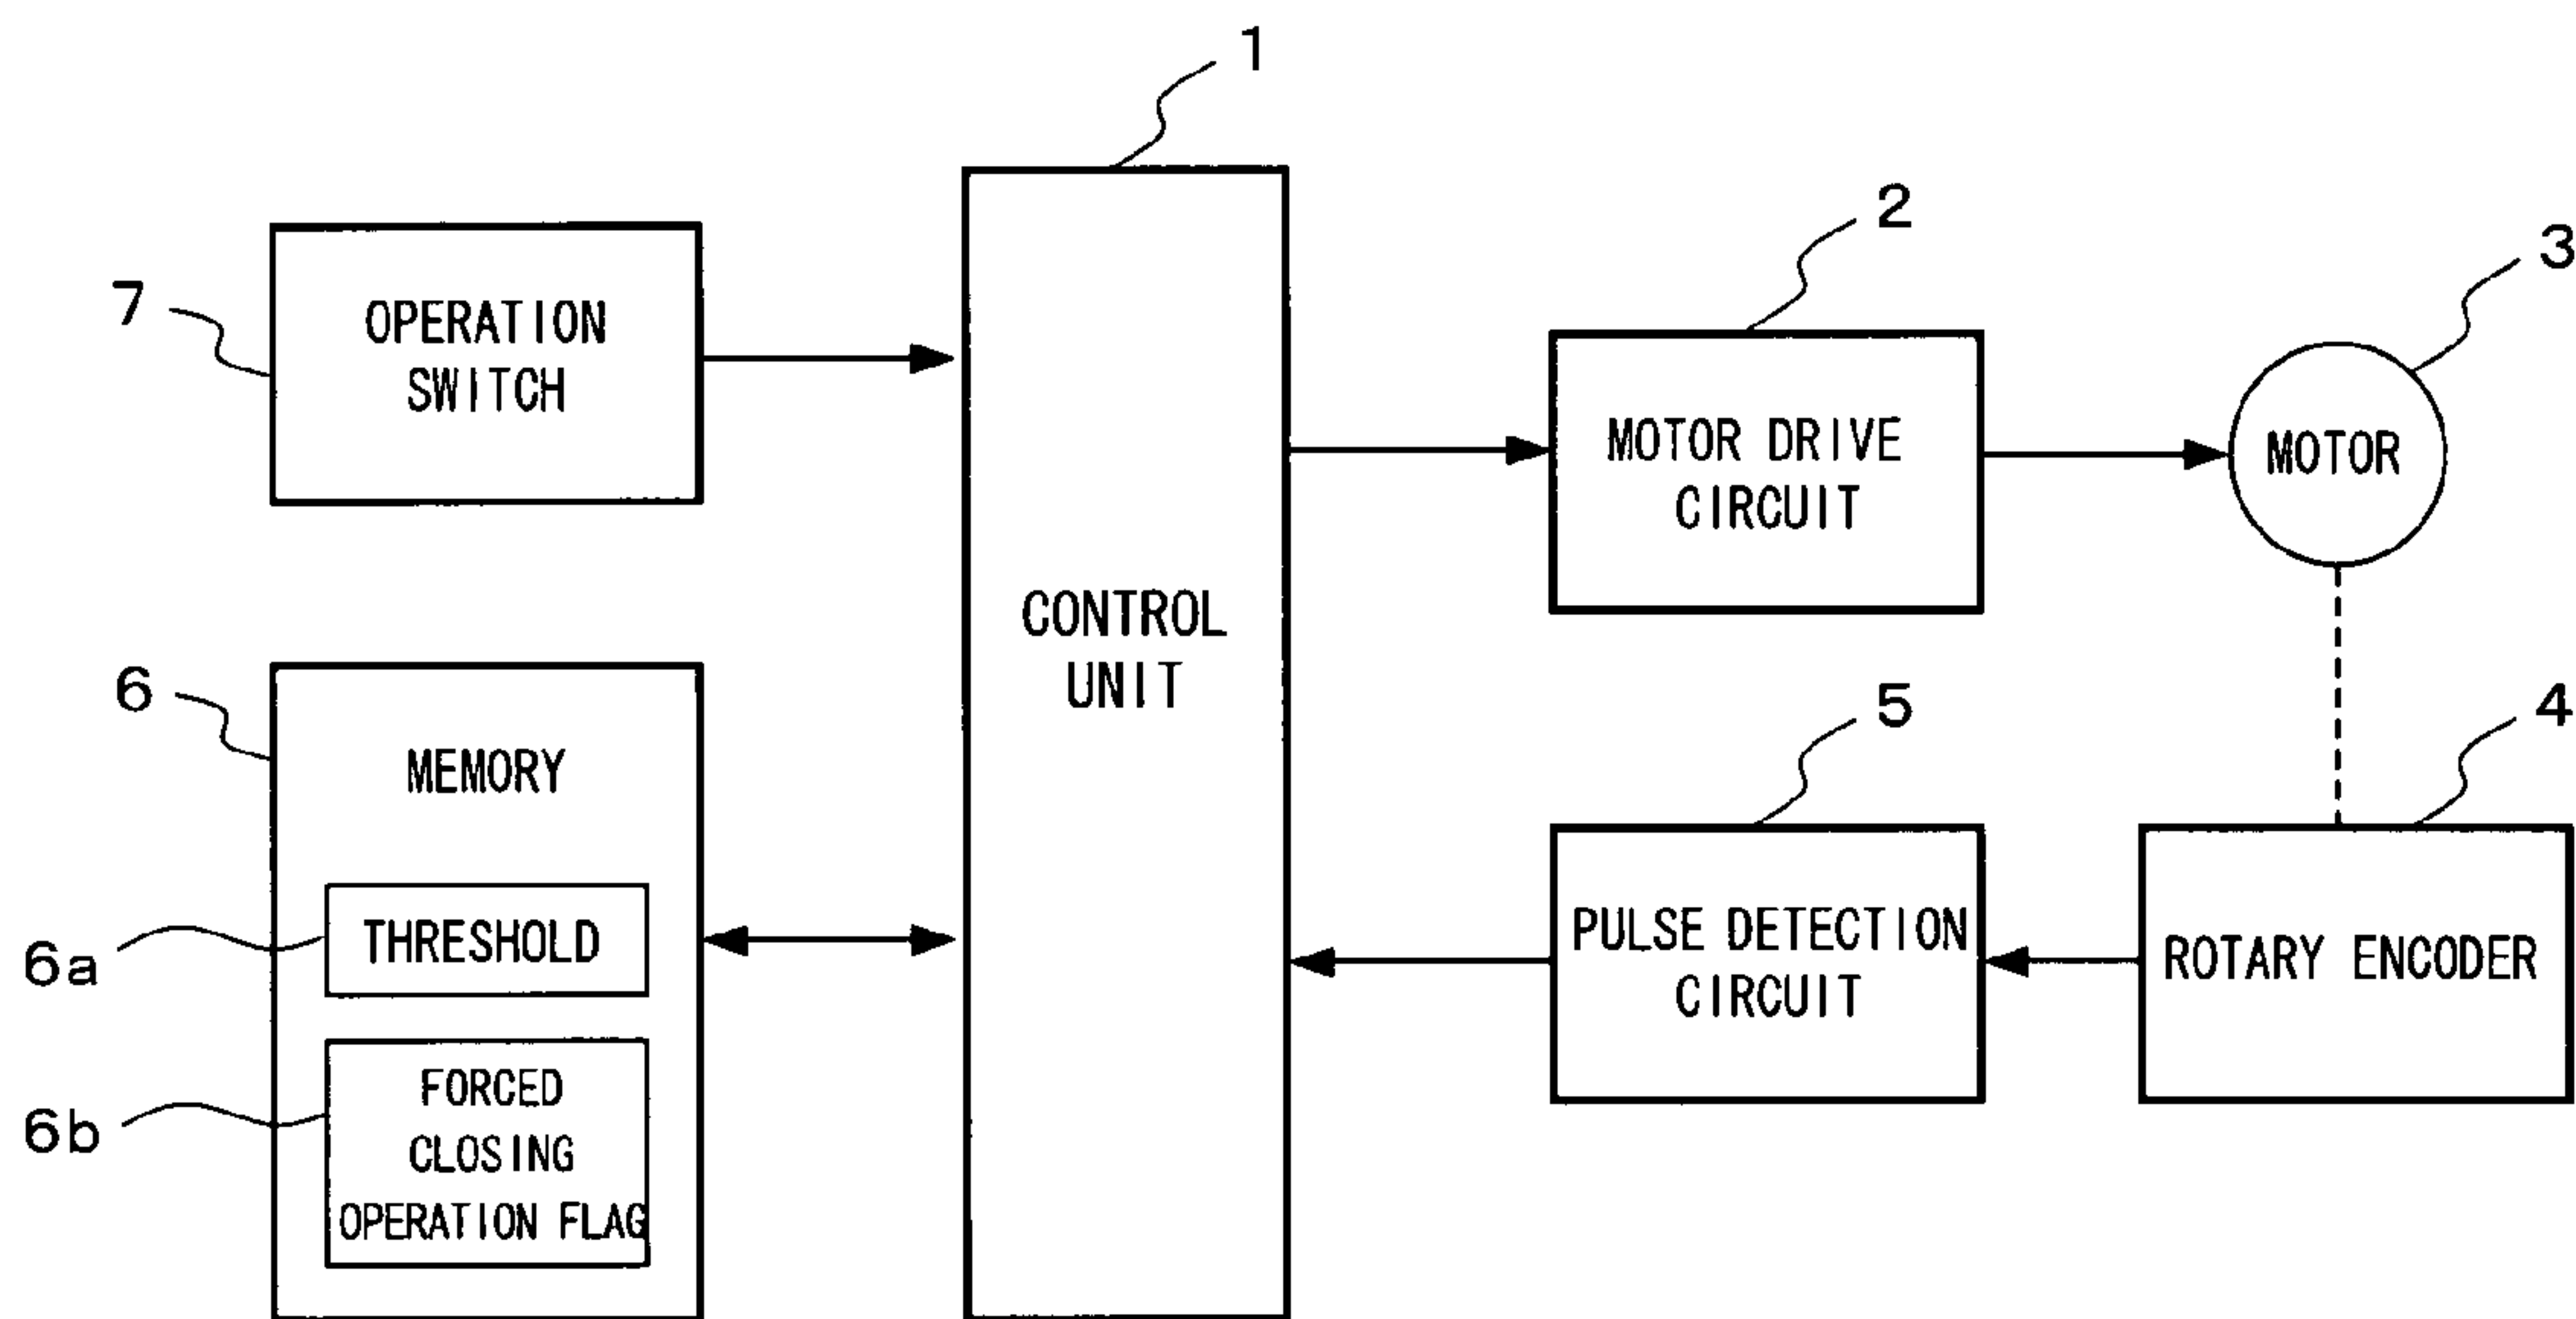 1
2
3
7
OPERATION
SWITCH
MOTOR DRIVE
CIRCUIT
MOTOR
CONTROL
UNIT
6
MEMORY
5
4
THRESHOLD
6a
PULSE DETECTION
CIRCUIT
ROTARY ENCODER
FORCED
CLOSING
OPERATION FLAG
6b